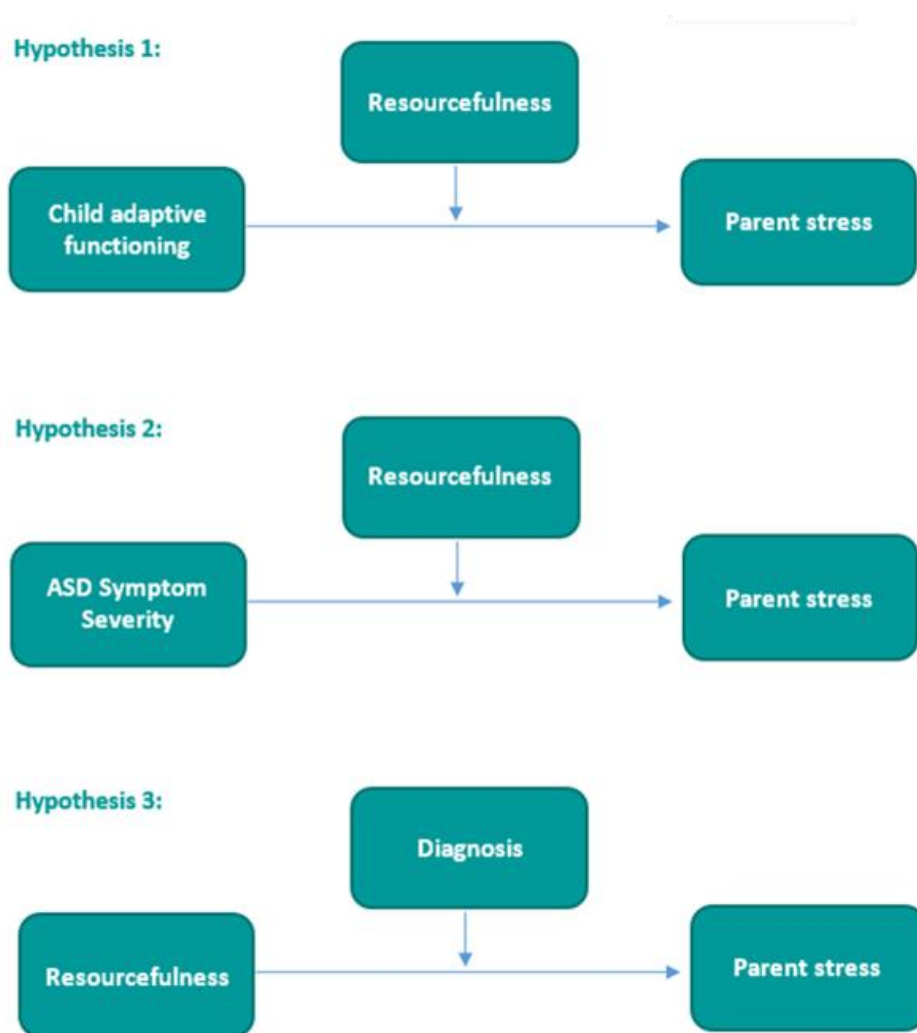 Hypothesis 1:
Resourcefulness
Child adaptive
functioning
Parent stress
Hypothesis 2:
Resourcefulness
ASD Symptom
Severity
Parent stress
Hypothesis 3:
Diagnosis
Resourcefulness
Parent stress